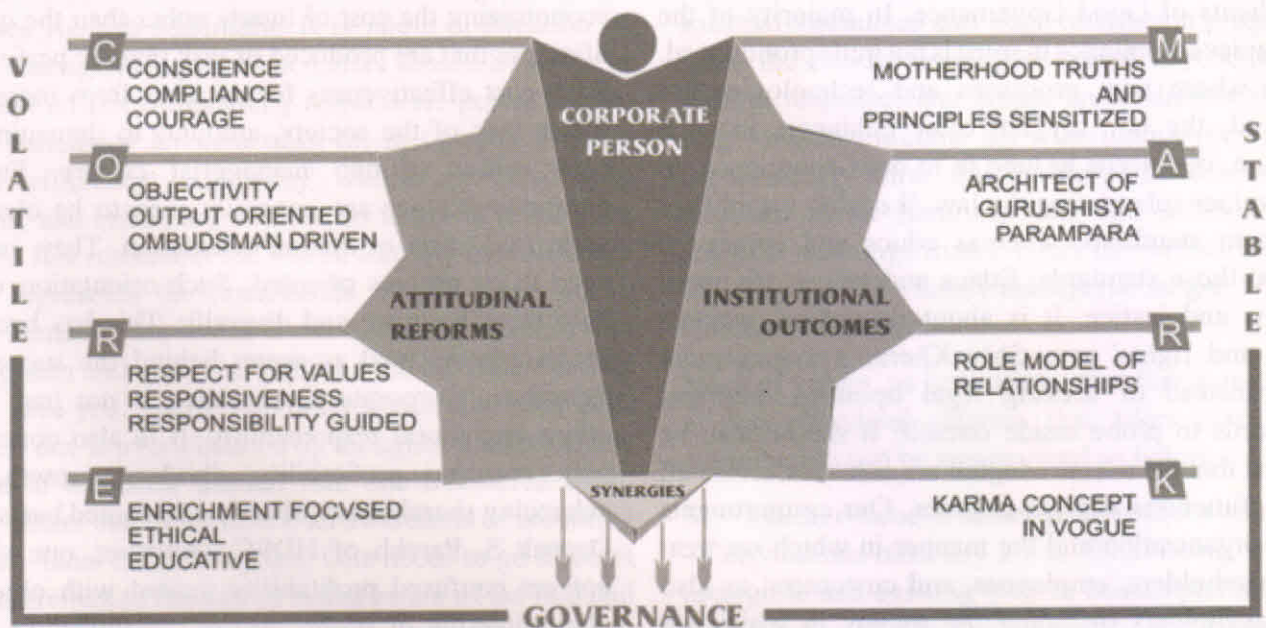 VOLATILE
C
CONSCIENCE
COMPLIANCE
COURAGE
O
OBJECTIVITY
OUTPUT ORIENTED
OMBUDSMAN DRIVEN
R
RESPECT FOR VALUES
RESPONSIVENESS
RESPONSIBILITY GUIDED
E
ENRICHMENT FOCVSED
ETHICAL
EDUCATIVE
CORPORATE
PERSON
ATTITUDINAL
REFORMS
INSTITUTIONAL
OUTCOMES
SYNERGIES
M
MOTHERHOOD TRUTHS
AND
PRINCIPLES SENSITIZED
A
ARCHITECT OF
GURU-SHISYA
PARAMPARA
R
ROLE MODEL OF
RELATIONSHIPS
K
KARMA CONCEPT
IN VOGUE
STABLE
GOVERNANCE